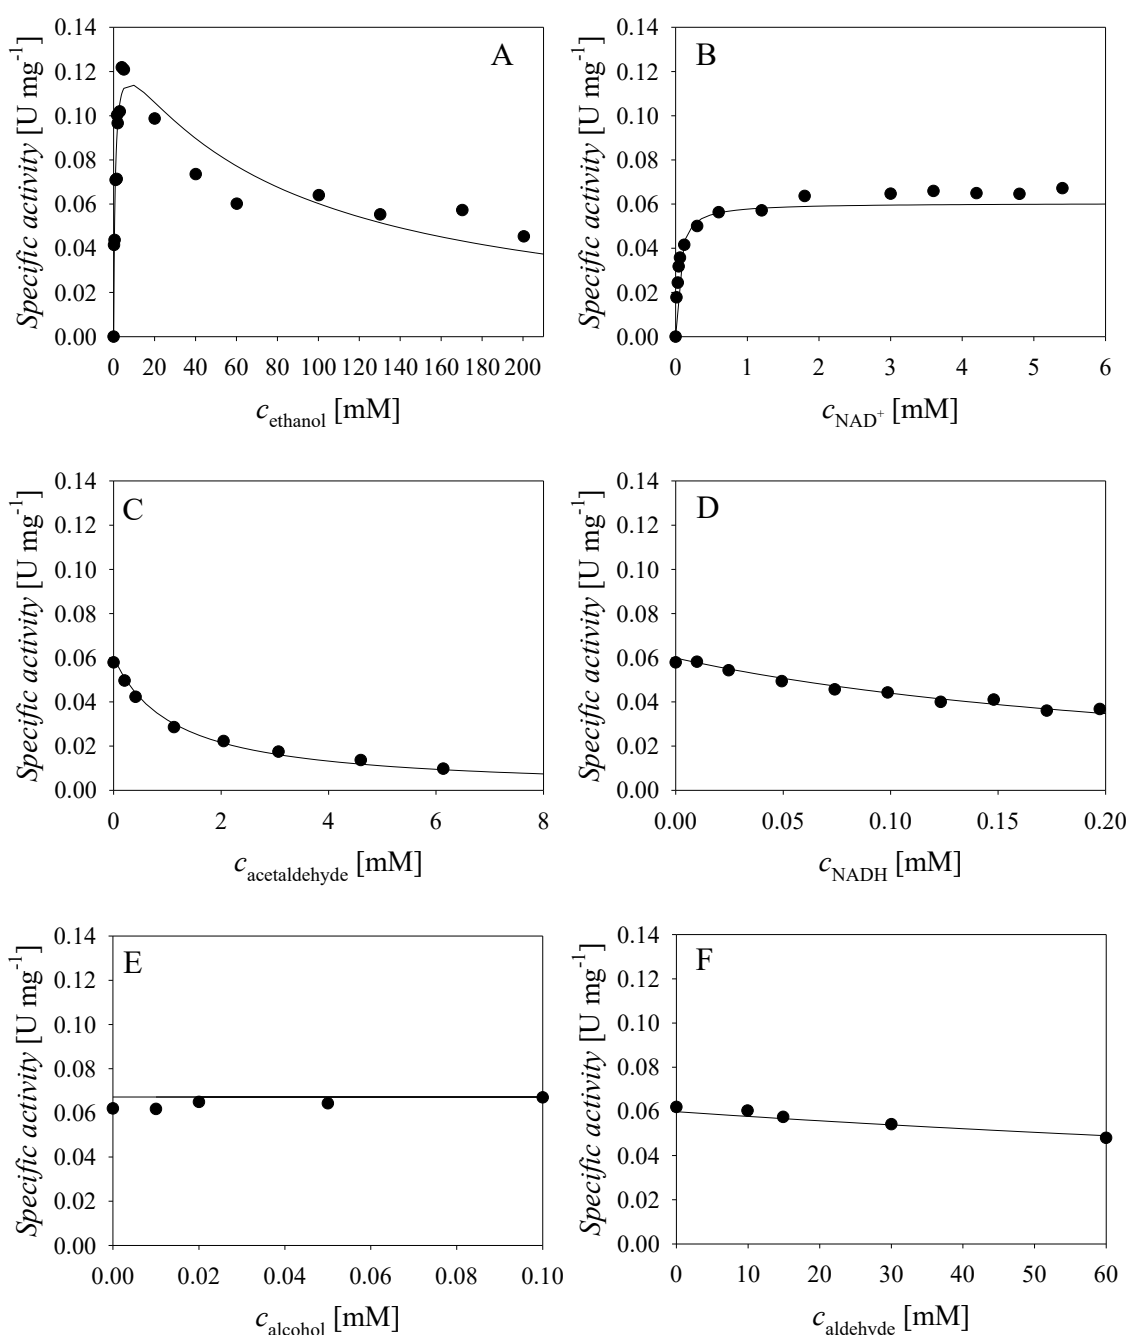 A
Specific activity [U mg-1]
0.14
0.12
0.10
0.08
0.06
0.04
0.02
0.00
0 20 40 60 80 100 120 140 160 180 200
cethanol [mM]
B
Specific activity [U mg-1]
0.14
0.12
0.10
0.08
0.06
0.04
0.02
0.00
0 1 2 3 4 5 6
cNAD+ [mM]
C
Specific activity [U mg-1]
0.14
0.12
0.10
0.08
0.06
0.04
0.02
0.00
0 2 4 6 8
cacetaldehyde [mM]
D
Specific activity [U mg-1]
0.14
0.12
0.10
0.08
0.06
0.04
0.02
0.00
0.00 0.05 0.10 0.15 0.20
cNADH [mM]
E
Specific activity [U mg-1]
0.14
0.12
0.10
0.08
0.06
0.04
0.02
0.00
0.00 0.02 0.04 0.06 0.08 0.10
calcohol [mM]
F
Specific activity [U mg-1]
0.14
0.12
0.10
0.08
0.06
0.04
0.02
0.00
0 10 20 30 40 50 60
caldehyde [mM]